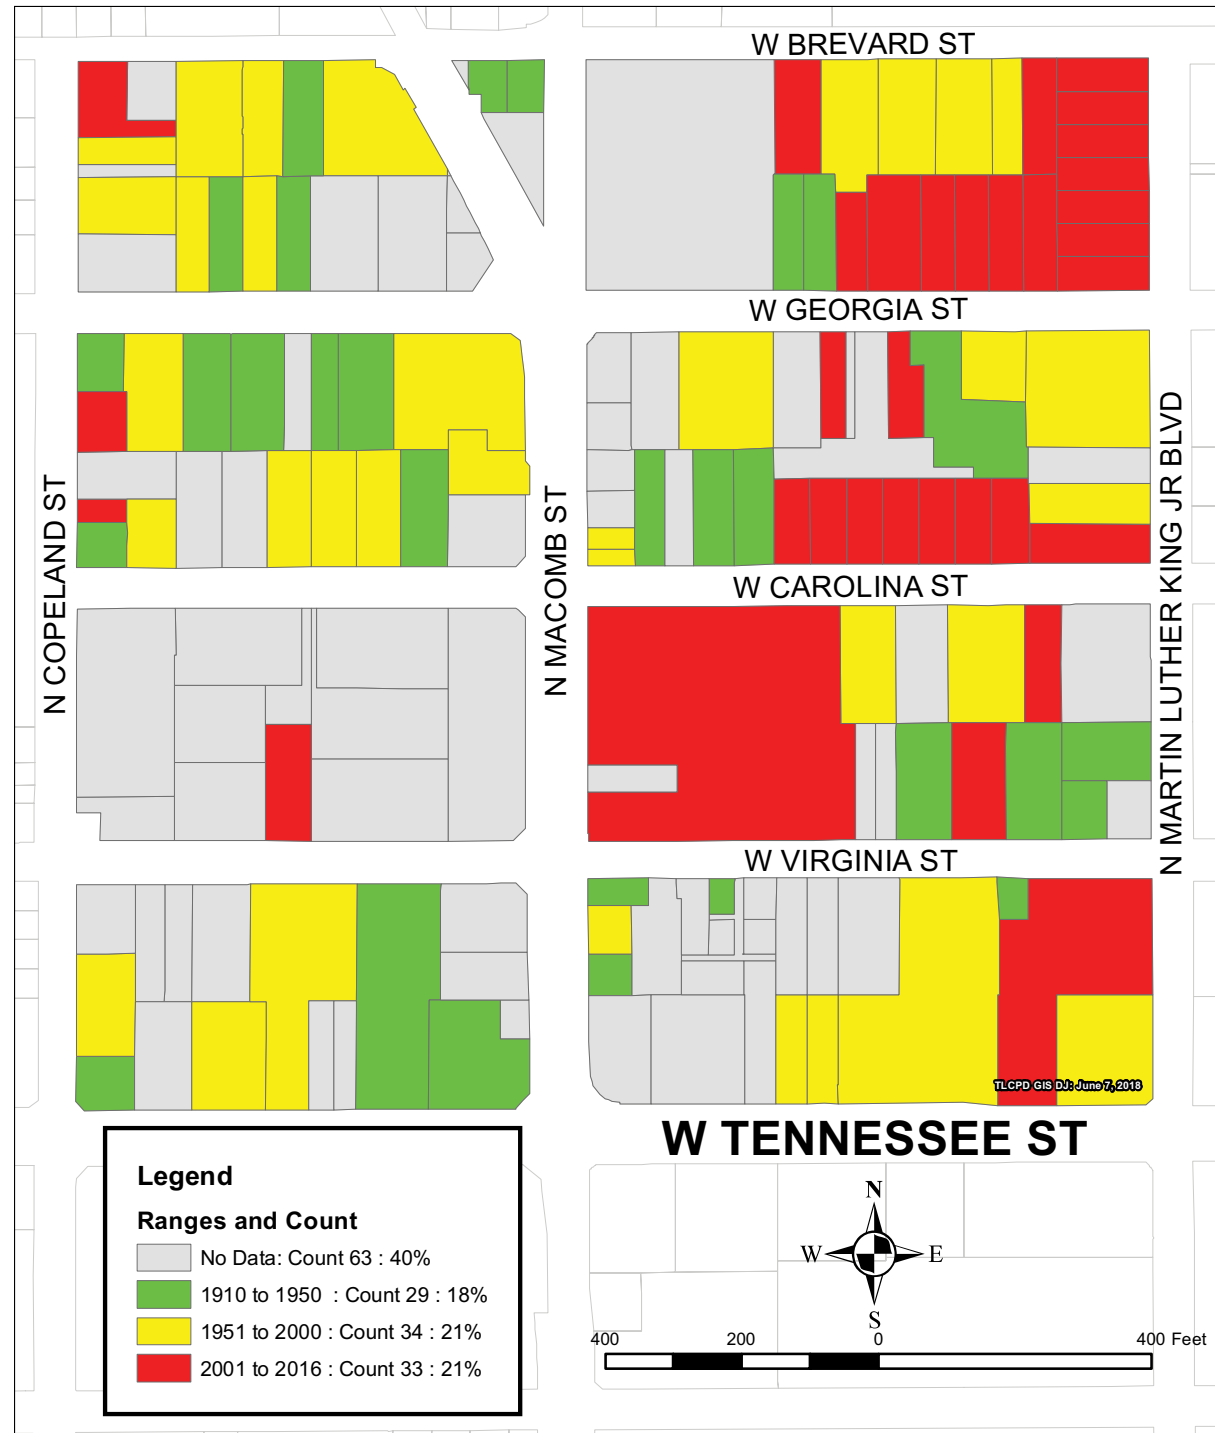 W BREVARD ST
W GEORGIA ST
N COPELAND ST
N MACOMB ST
N MARTIN LUTHER KING JR BLVD
W CAROLINA ST
W VIRGINIA ST
TLCPD GIS DJ: June 7, 2018
W TENNESSEE ST
Legend
Ranges and Count
No Data: Count 63 : 40%
1910 to 1950 : Count 29 : 18%
1951 to 2000 : Count 34 : 21%
2001 to 2016 : Count 33 : 21%
N
W E
S
400 200 0 400 Feet